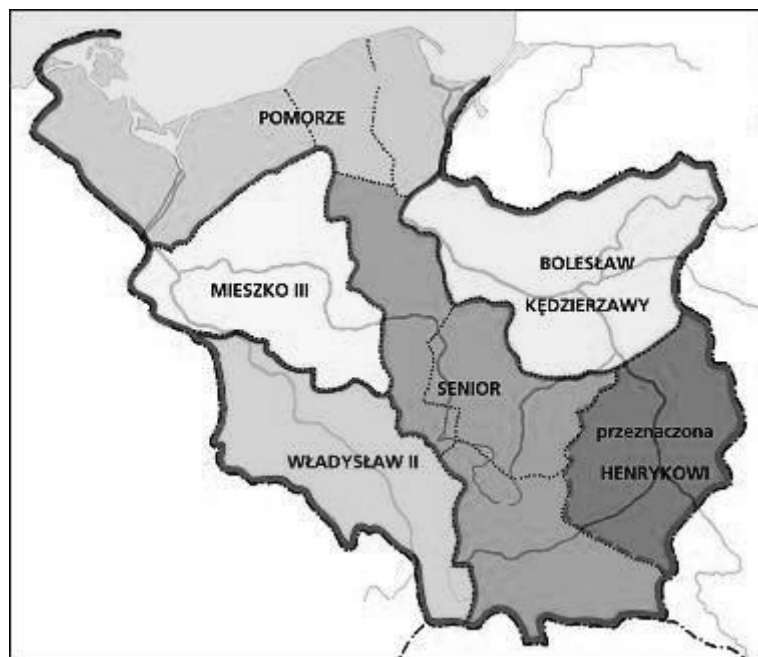 POMORZE
MIESZKO III
BOLESŁAW
KĘDZIERZAWY
SENIOR
WŁADYSŁAW II
przeznaczona
HENRYKOWI